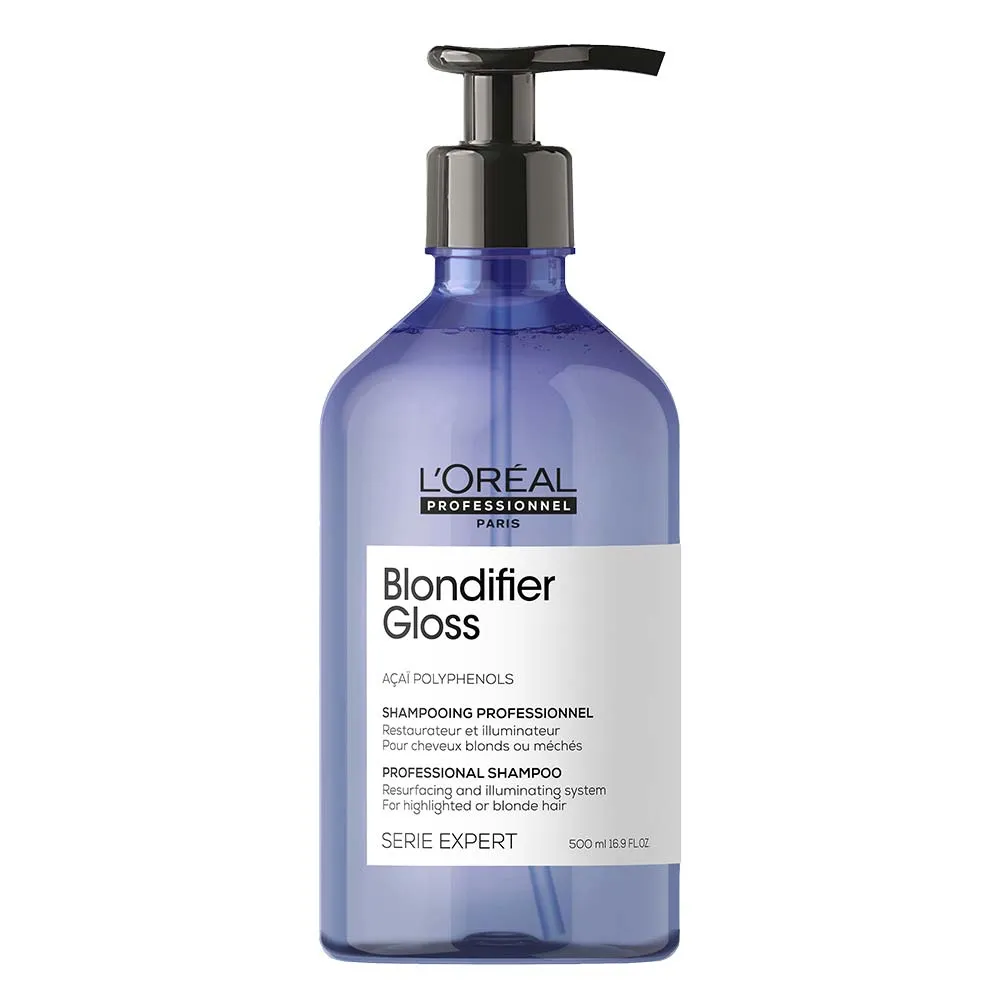 L'ORÉAL
PROFESSIONNEL
PARIS
Blondifier
Gloss
AÇAÏ POLYPHENOLS
SHAMPOOING PROFESSIONNEL
Restaurateur et illuminateur
Pour cheveux blonds ou méchés
PROFESSIONAL SHAMPOO
Resurfacing and illuminating system
For highlighted or blonde hair
SERIE EXPERT 500 ml 16.9 FL.OZ.